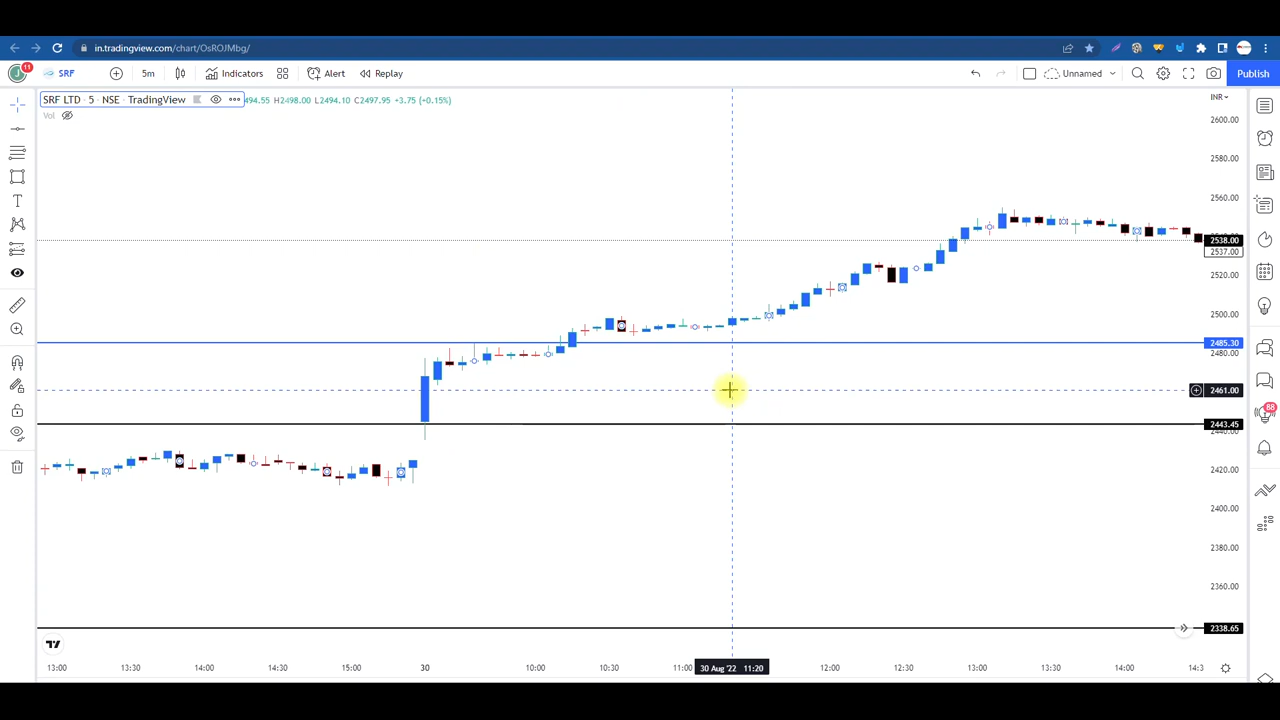 in.tradingview.com/chart/OsROJMbg/
11
SRF
5m
Indicators
Alert
Replay
Unnamed
Publish
SRF LTD · 5 · NSE · TradingView
494.55 H2498.00 L2494.10 C2497.95 +3.75 (+0.15%)
Vol
INR
2600.00
2580.00
2560.00
2538.00
2537.00
2520.00
2500.00
2485.30
2480.00
2461.00
2443.45
2440.00
2420.00
2400.00
2380.00
2360.00
2338.65
88
13:00 13:30 14:00 14:30 15:00 30 10:00 10:30 11:00 30 Aug '22 11:20 12:00 12:30 13:00 13:30 14:00 14:3